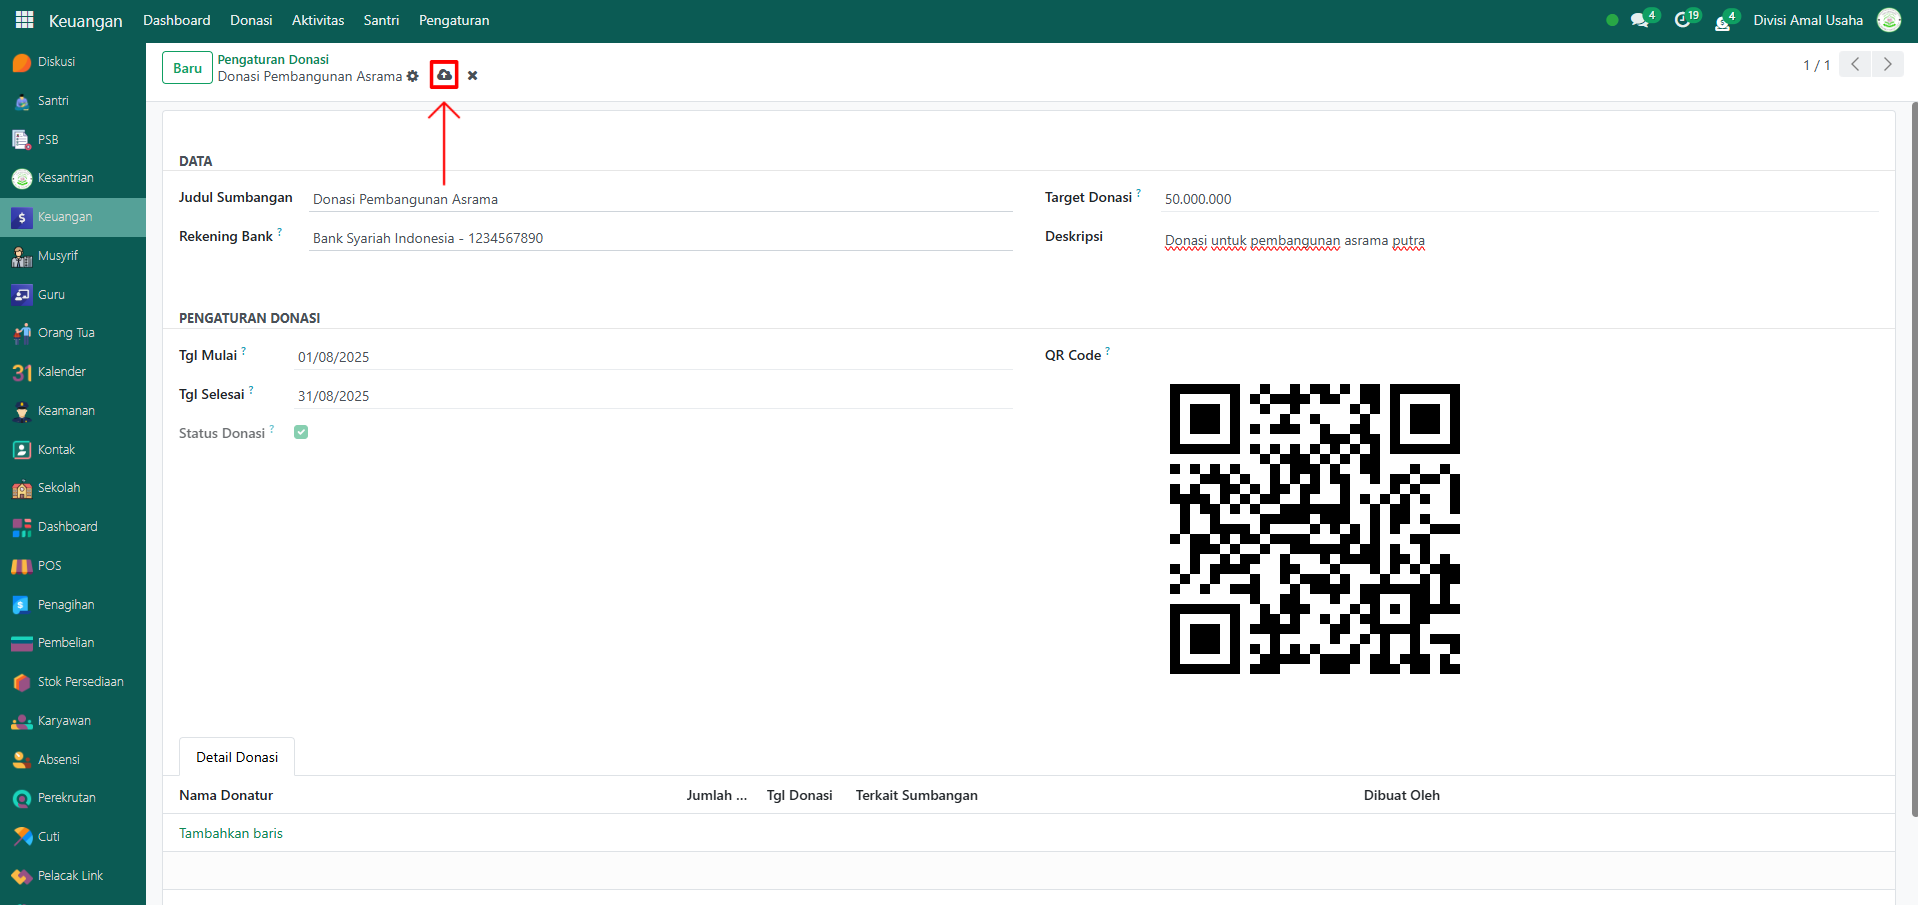 Keuangan Dashboard Donasi Aktivitas Santri Pengaturan 4 19 4 Divisi Amal Usaha
Diskusi
Santri
PSB
Kesantrian
Keuangan
Musyrif
Guru
Orang Tua
31 Kalender
Keamanan
Kontak
Sekolah
Dashboard
POS
Penagihan
Pembelian
Stok Persediaan
Karyawan
Absensi
Perekrutan
Cuti
Pelacak Link
Baru
Pengaturan Donasi
Donasi Pembangunan Asrama
1 / 1
DATA
Judul Sumbangan Donasi Pembangunan Asrama
Rekening Bank ? Bank Syariah Indonesia - 1234567890
Target Donasi ? 50.000.000
Deskripsi Donasi untuk pembangunan asrama putra
PENGATURAN DONASI
Tgl Mulai ? 01/08/2025
Tgl Selesai ? 31/08/2025
Status Donasi ?
QR Code ?
Detail Donasi
Nama Donatur Jumlah ... Tgl Donasi Terkait Sumbangan Dibuat Oleh
Tambahkan baris